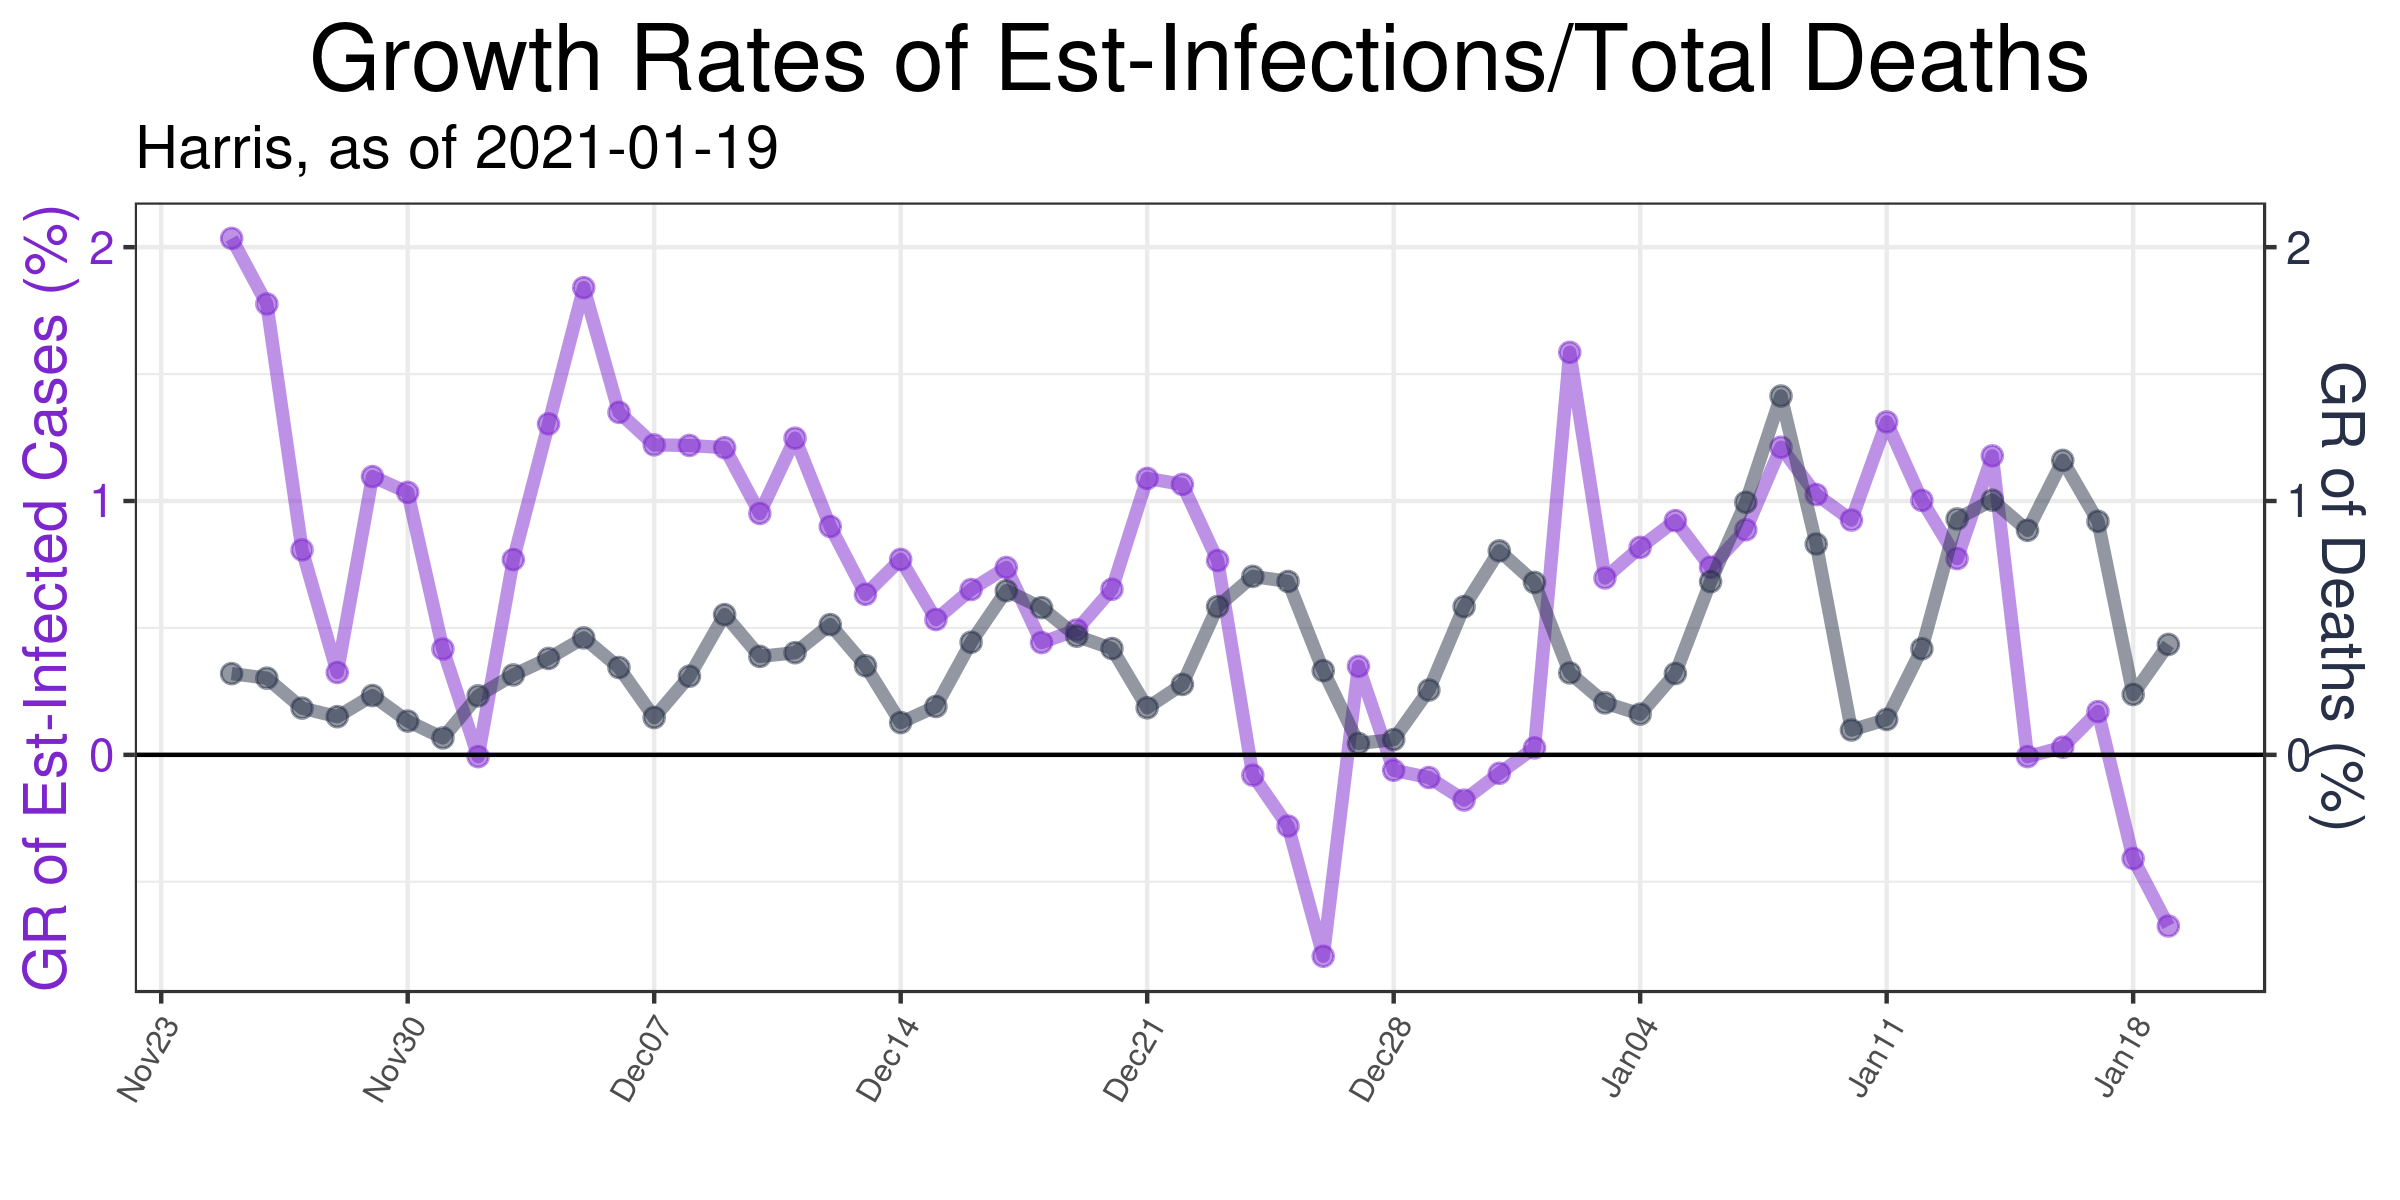 Growth Rates of Est-Infections/Total Deaths
Harris, as of 2021-01-19
GR of Est-Infected Cases (%)
2
1
0
2
1
0
GR of Deaths (%)
Nov23
Nov30
Dec07
Dec14
Dec21
Dec28
Jan04
Jan11
Jan18